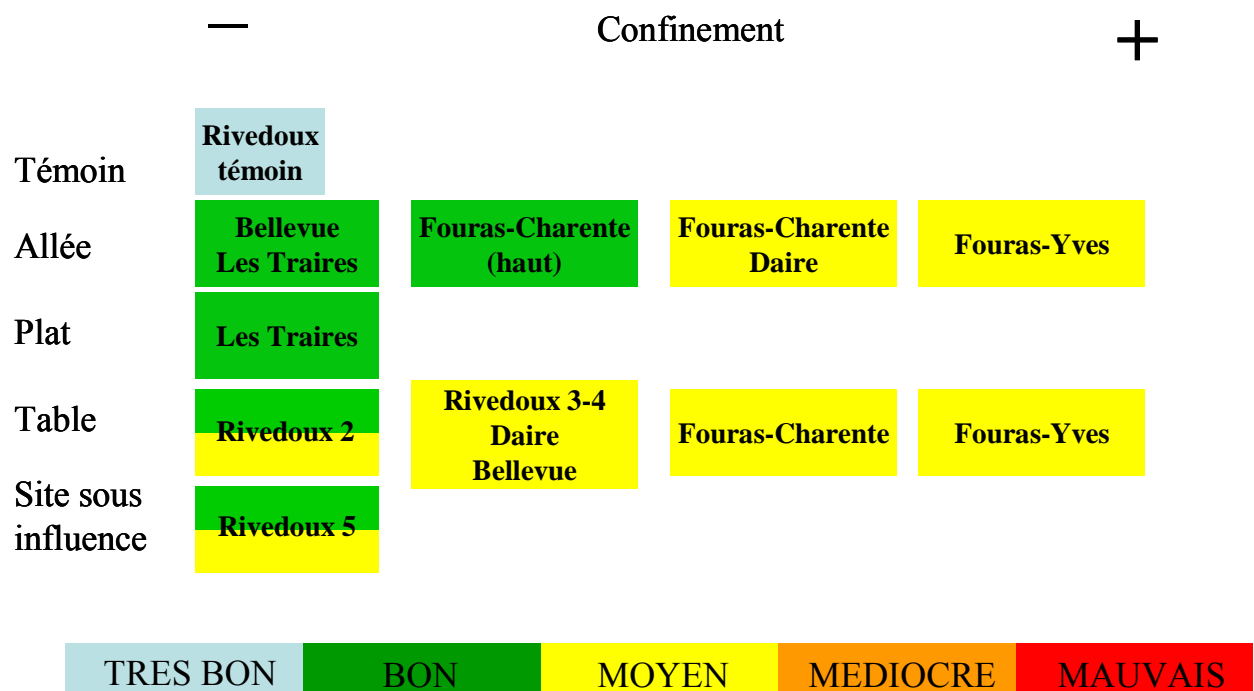 — Confinement +
Rivedoux
témoin
Témoin
Allée
Bellevue
Les Traires
Fouras-Charente
(haut)
Fouras-Charente
Daire
Fouras-Yves
Plat
Les Traires
Table
Rivedoux 2
Rivedoux 3-4
Daire
Bellevue
Fouras-Charente
Fouras-Yves
Site sous
influence
Rivedoux 5
TRES BON
BON
MOYEN
MEDIOCRE
MAUVAIS